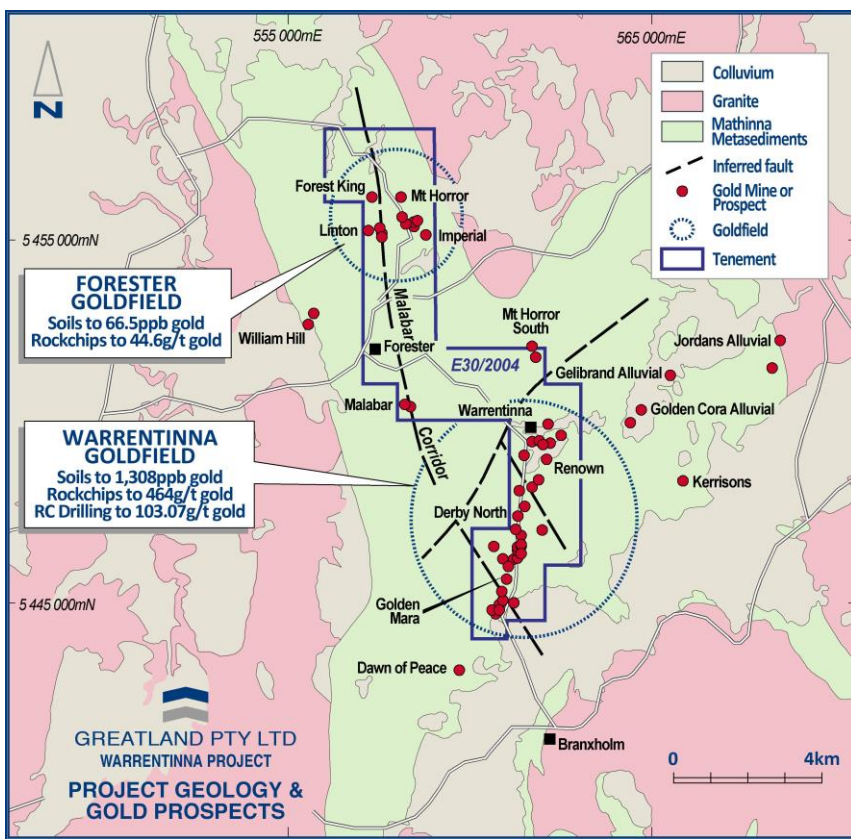 555 000mE
565 000mE
N
Colluvium
Granite
Mathinna
Metasediments
Inferred fault
Gold Mine or
Prospect
Goldfield
Tenement
Forest King
Mt Horror
Linton
Imperial
5 455 000mN
FORESTER
GOLDFIELD
Soils to 66.5ppb gold
Rockchips to 44.6g/t gold
William Hill
Malabar
Corridor
Forester
Mt Horror
South
Jordans Alluvial
E30/2004
Gelibrand Alluvial
Malabar
Warrentinna
Golden Cora Alluvial
WARRENTINNA
GOLDFIELD
Soils to 1,308ppb gold
Rockchips to 464g/t gold
RC Drilling to 103.07g/t gold
Renown
Kerrisons
Derby North
5 445 000mN
Golden
Mara
Dawn of Peace
GREATLAND PTY LTD
WARRENTINNA PROJECT
PROJECT GEOLOGY &
GOLD PROSPECTS
Branxholm
0 4km